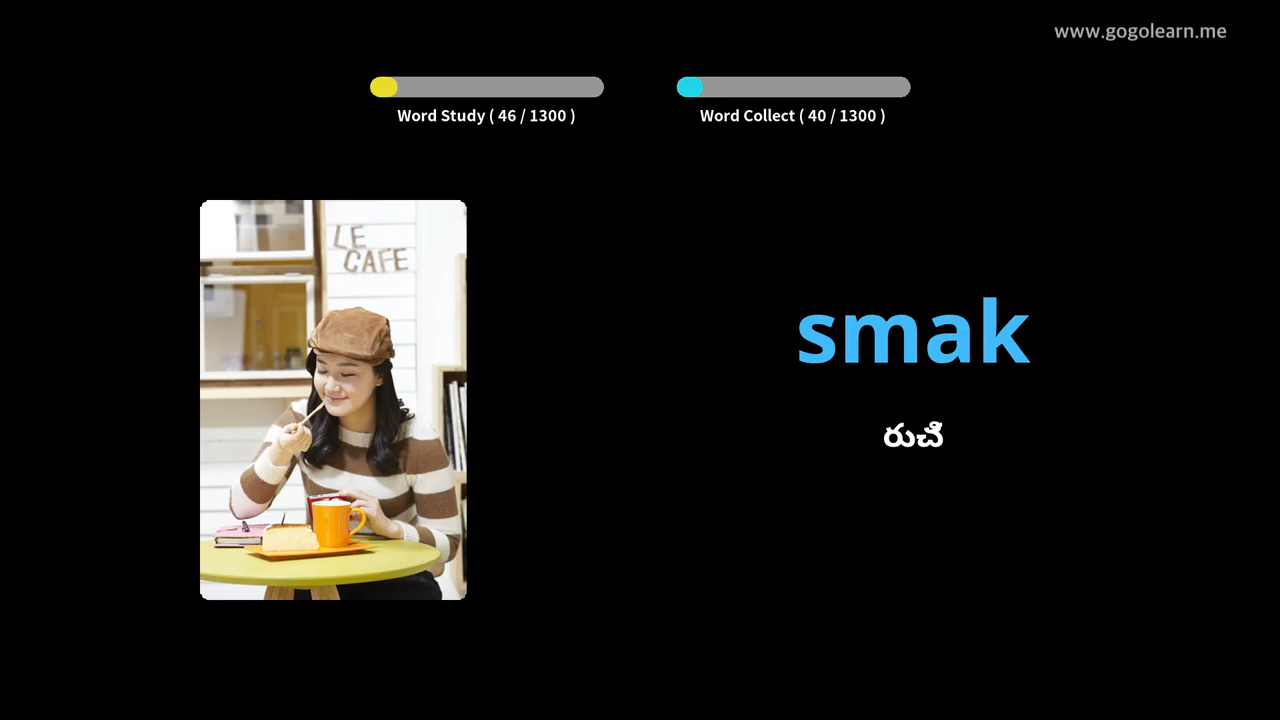 www.gogolearn.me
Word Study ( 46 / 1300 )
Word Collect ( 40 / 1300 )
LE
CAFE
smak
రుచి